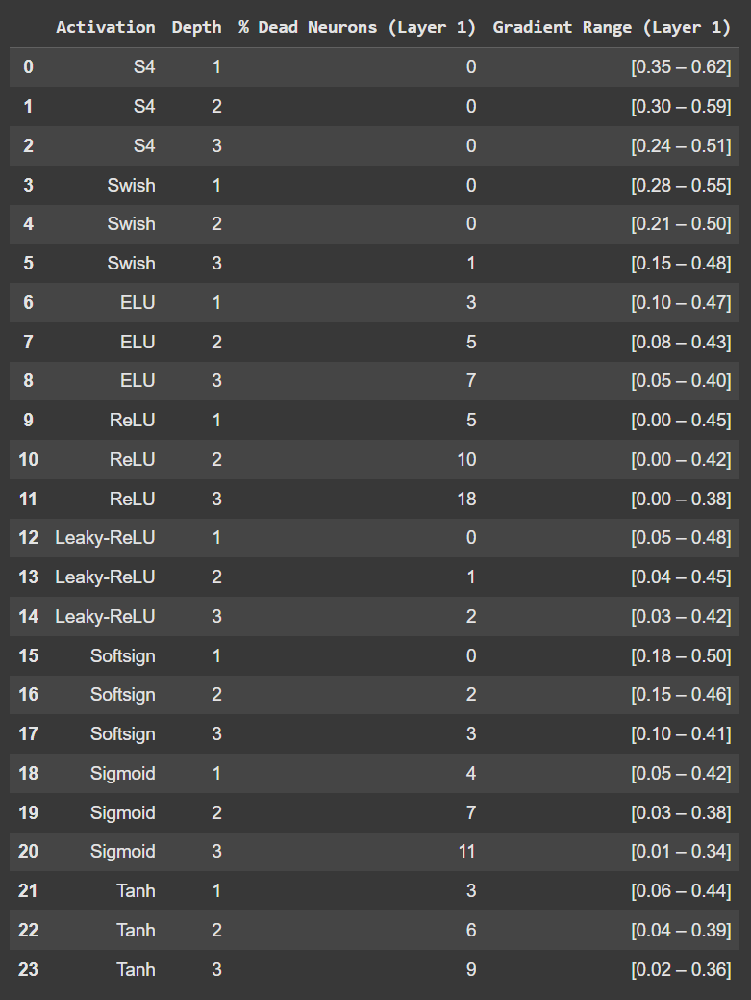 Activation Depth % Dead Neurons (Layer 1) Gradient Range (Layer 1)
0 S4 1 0 [0.35 – 0.62]
1 S4 2 0 [0.30 – 0.59]
2 S4 3 0 [0.24 – 0.51]
3 Swish 1 0 [0.28 – 0.55]
4 Swish 2 0 [0.21 – 0.50]
5 Swish 3 1 [0.15 – 0.48]
6 ELU 1 3 [0.10 – 0.47]
7 ELU 2 5 [0.08 – 0.43]
8 ELU 3 7 [0.05 – 0.40]
9 ReLU 1 5 [0.00 – 0.45]
10 ReLU 2 10 [0.00 – 0.42]
11 ReLU 3 18 [0.00 – 0.38]
12 Leaky-ReLU 1 0 [0.05 – 0.48]
13 Leaky-ReLU 2 1 [0.04 – 0.45]
14 Leaky-ReLU 3 2 [0.03 – 0.42]
15 Softsign 1 0 [0.18 – 0.50]
16 Softsign 2 2 [0.15 – 0.46]
17 Softsign 3 3 [0.10 – 0.41]
18 Sigmoid 1 4 [0.05 – 0.42]
19 Sigmoid 2 7 [0.03 – 0.38]
20 Sigmoid 3 11 [0.01 – 0.34]
21 Tanh 1 3 [0.06 – 0.44]
22 Tanh 2 6 [0.04 – 0.39]
23 Tanh 3 9 [0.02 – 0.36]